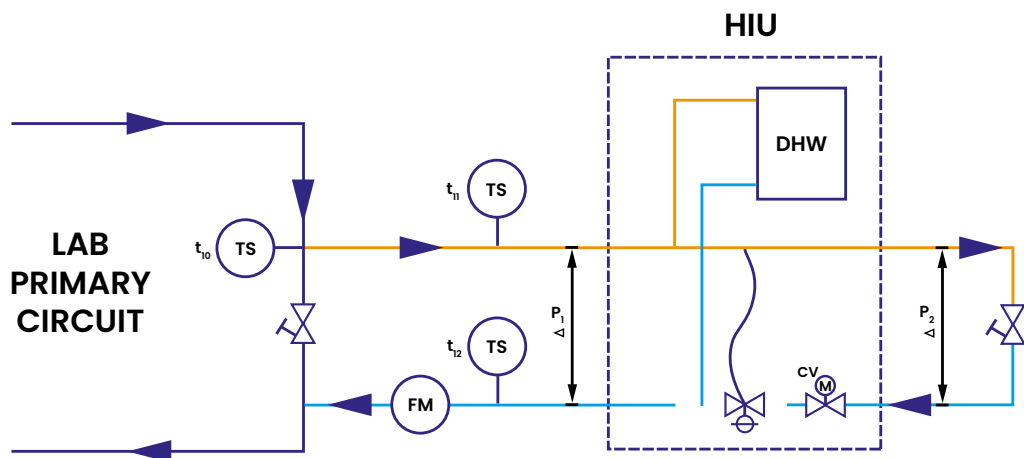 HIU
DHW
t₁₁
TS
t₁₀
TS
LAB
PRIMARY
CIRCUIT
P₁
Δ
P₂
Δ
t₁₂
TS
CV
M
FM